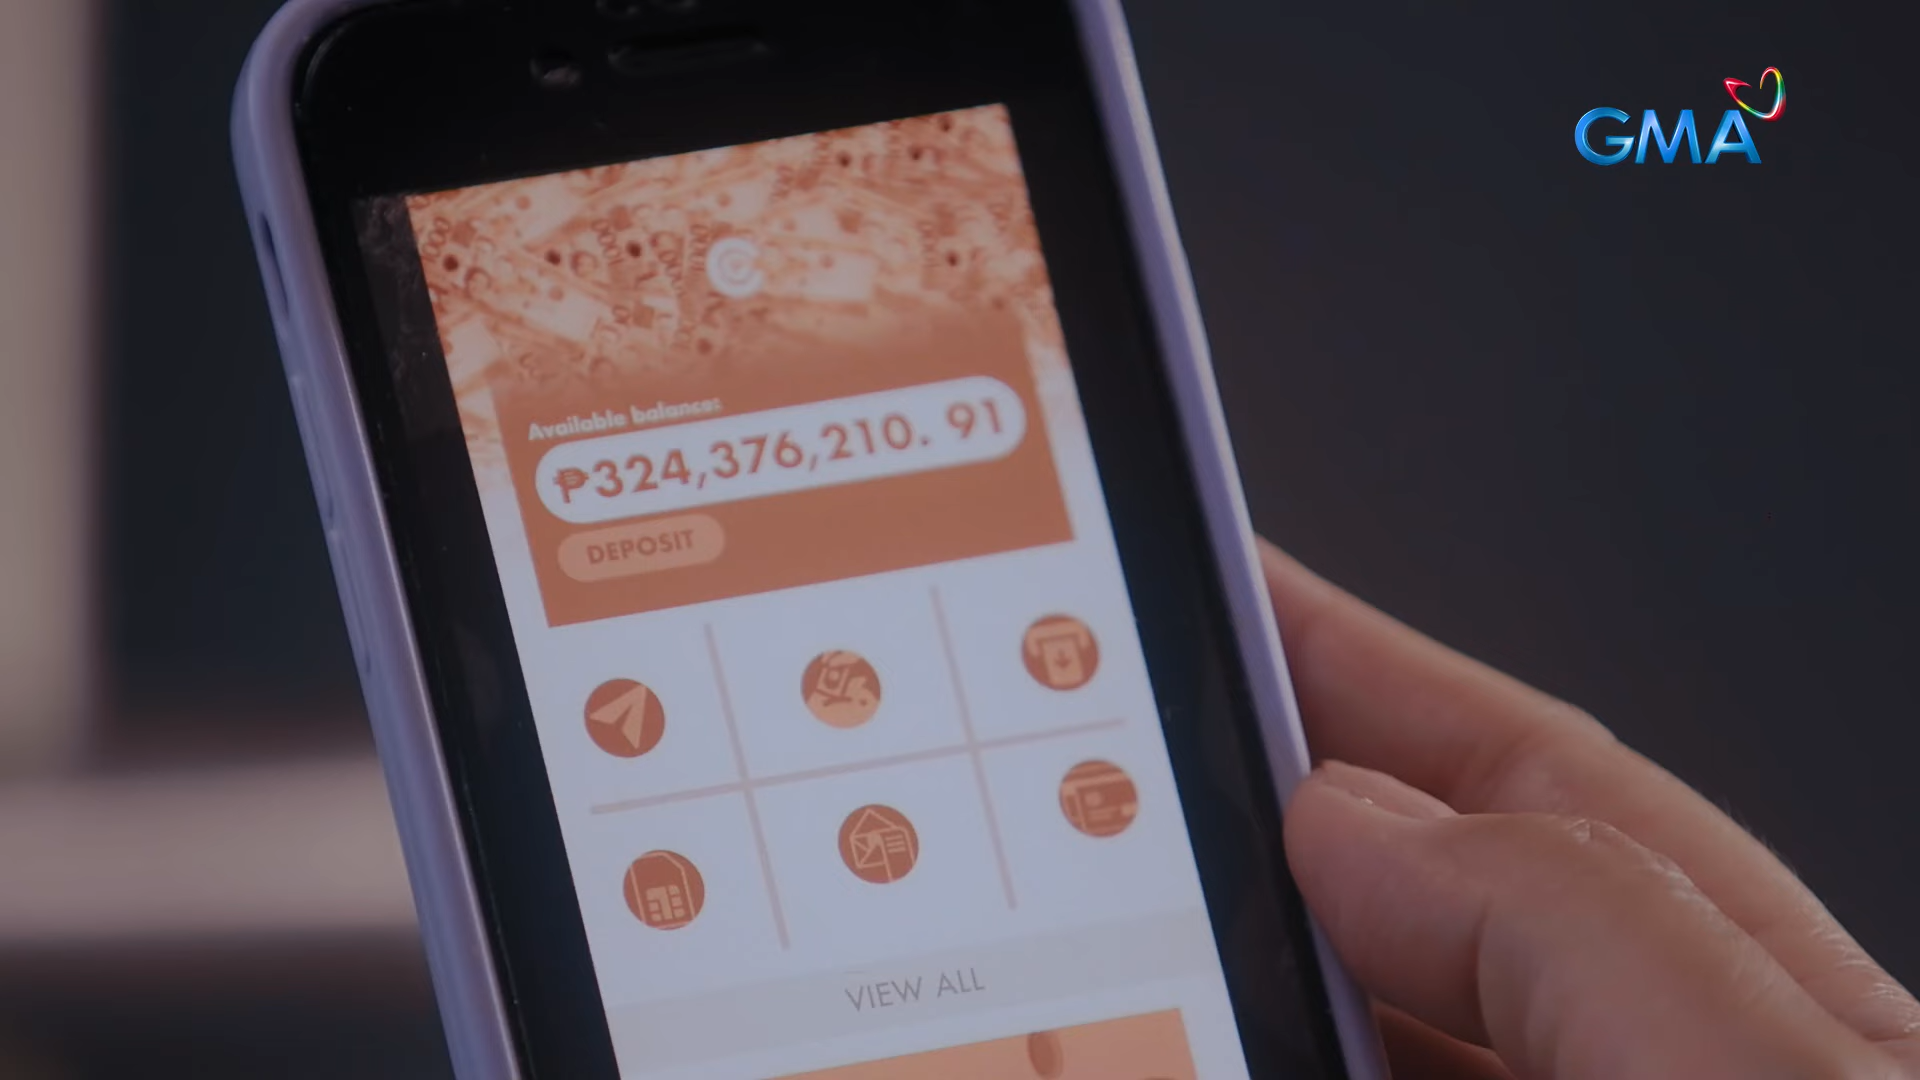 GMA
Available balance:
₱324,376,210. 91
DEPOSIT
VIEW ALL